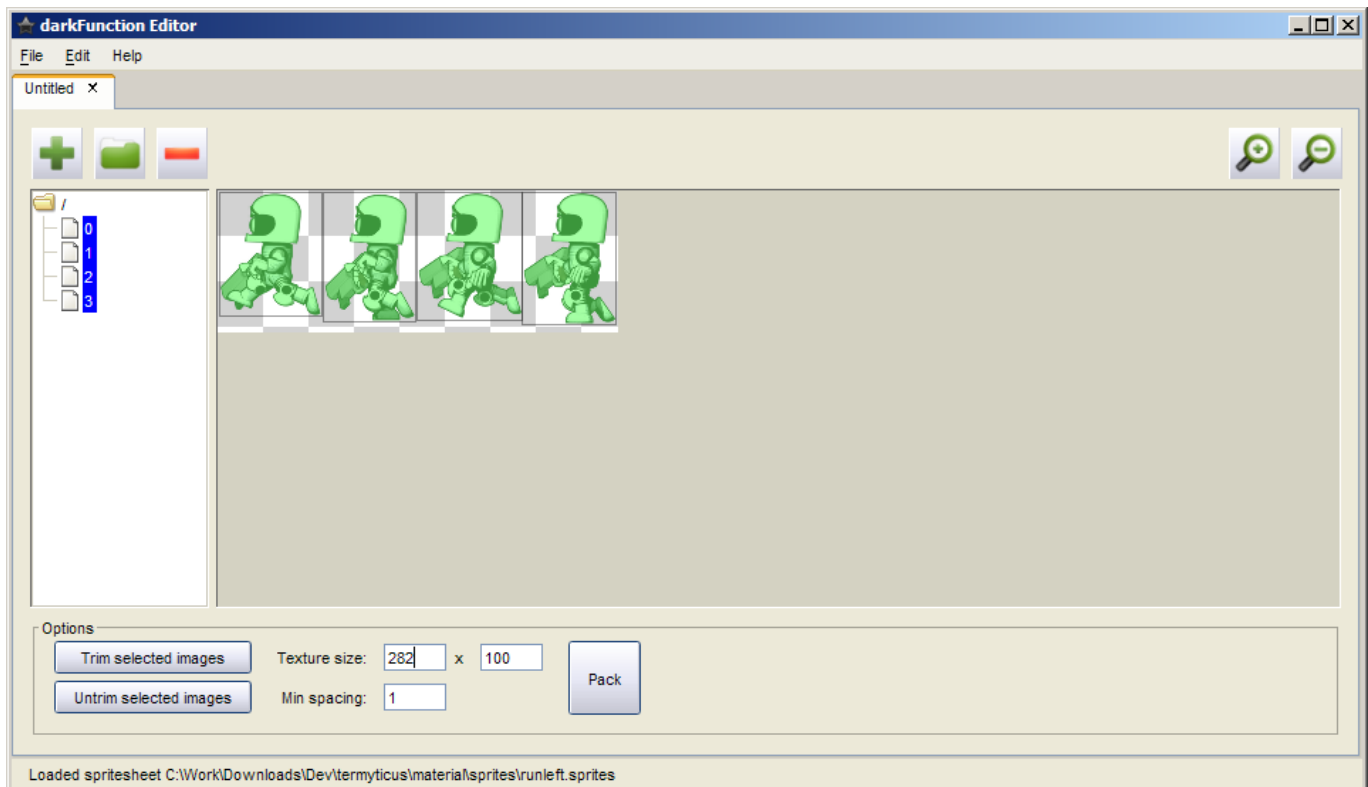 darkFunction Editor
File Edit Help
Untitled
/
0
1
2
3
Options
Trim selected images Texture size: 282 x 100
Pack
Untrim selected images Min spacing: 1
Loaded spritesheet C:\Work\Downloads\Dev\termyticus\material\sprites\runleft.sprites